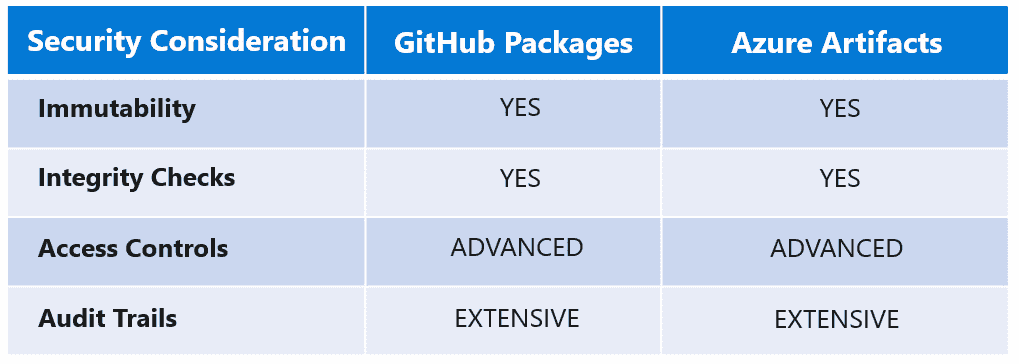 Security Consideration GitHub Packages Azure Artifacts
Immutability YES YES
Integrity Checks YES YES
Access Controls ADVANCED ADVANCED
Audit Trails EXTENSIVE EXTENSIVE